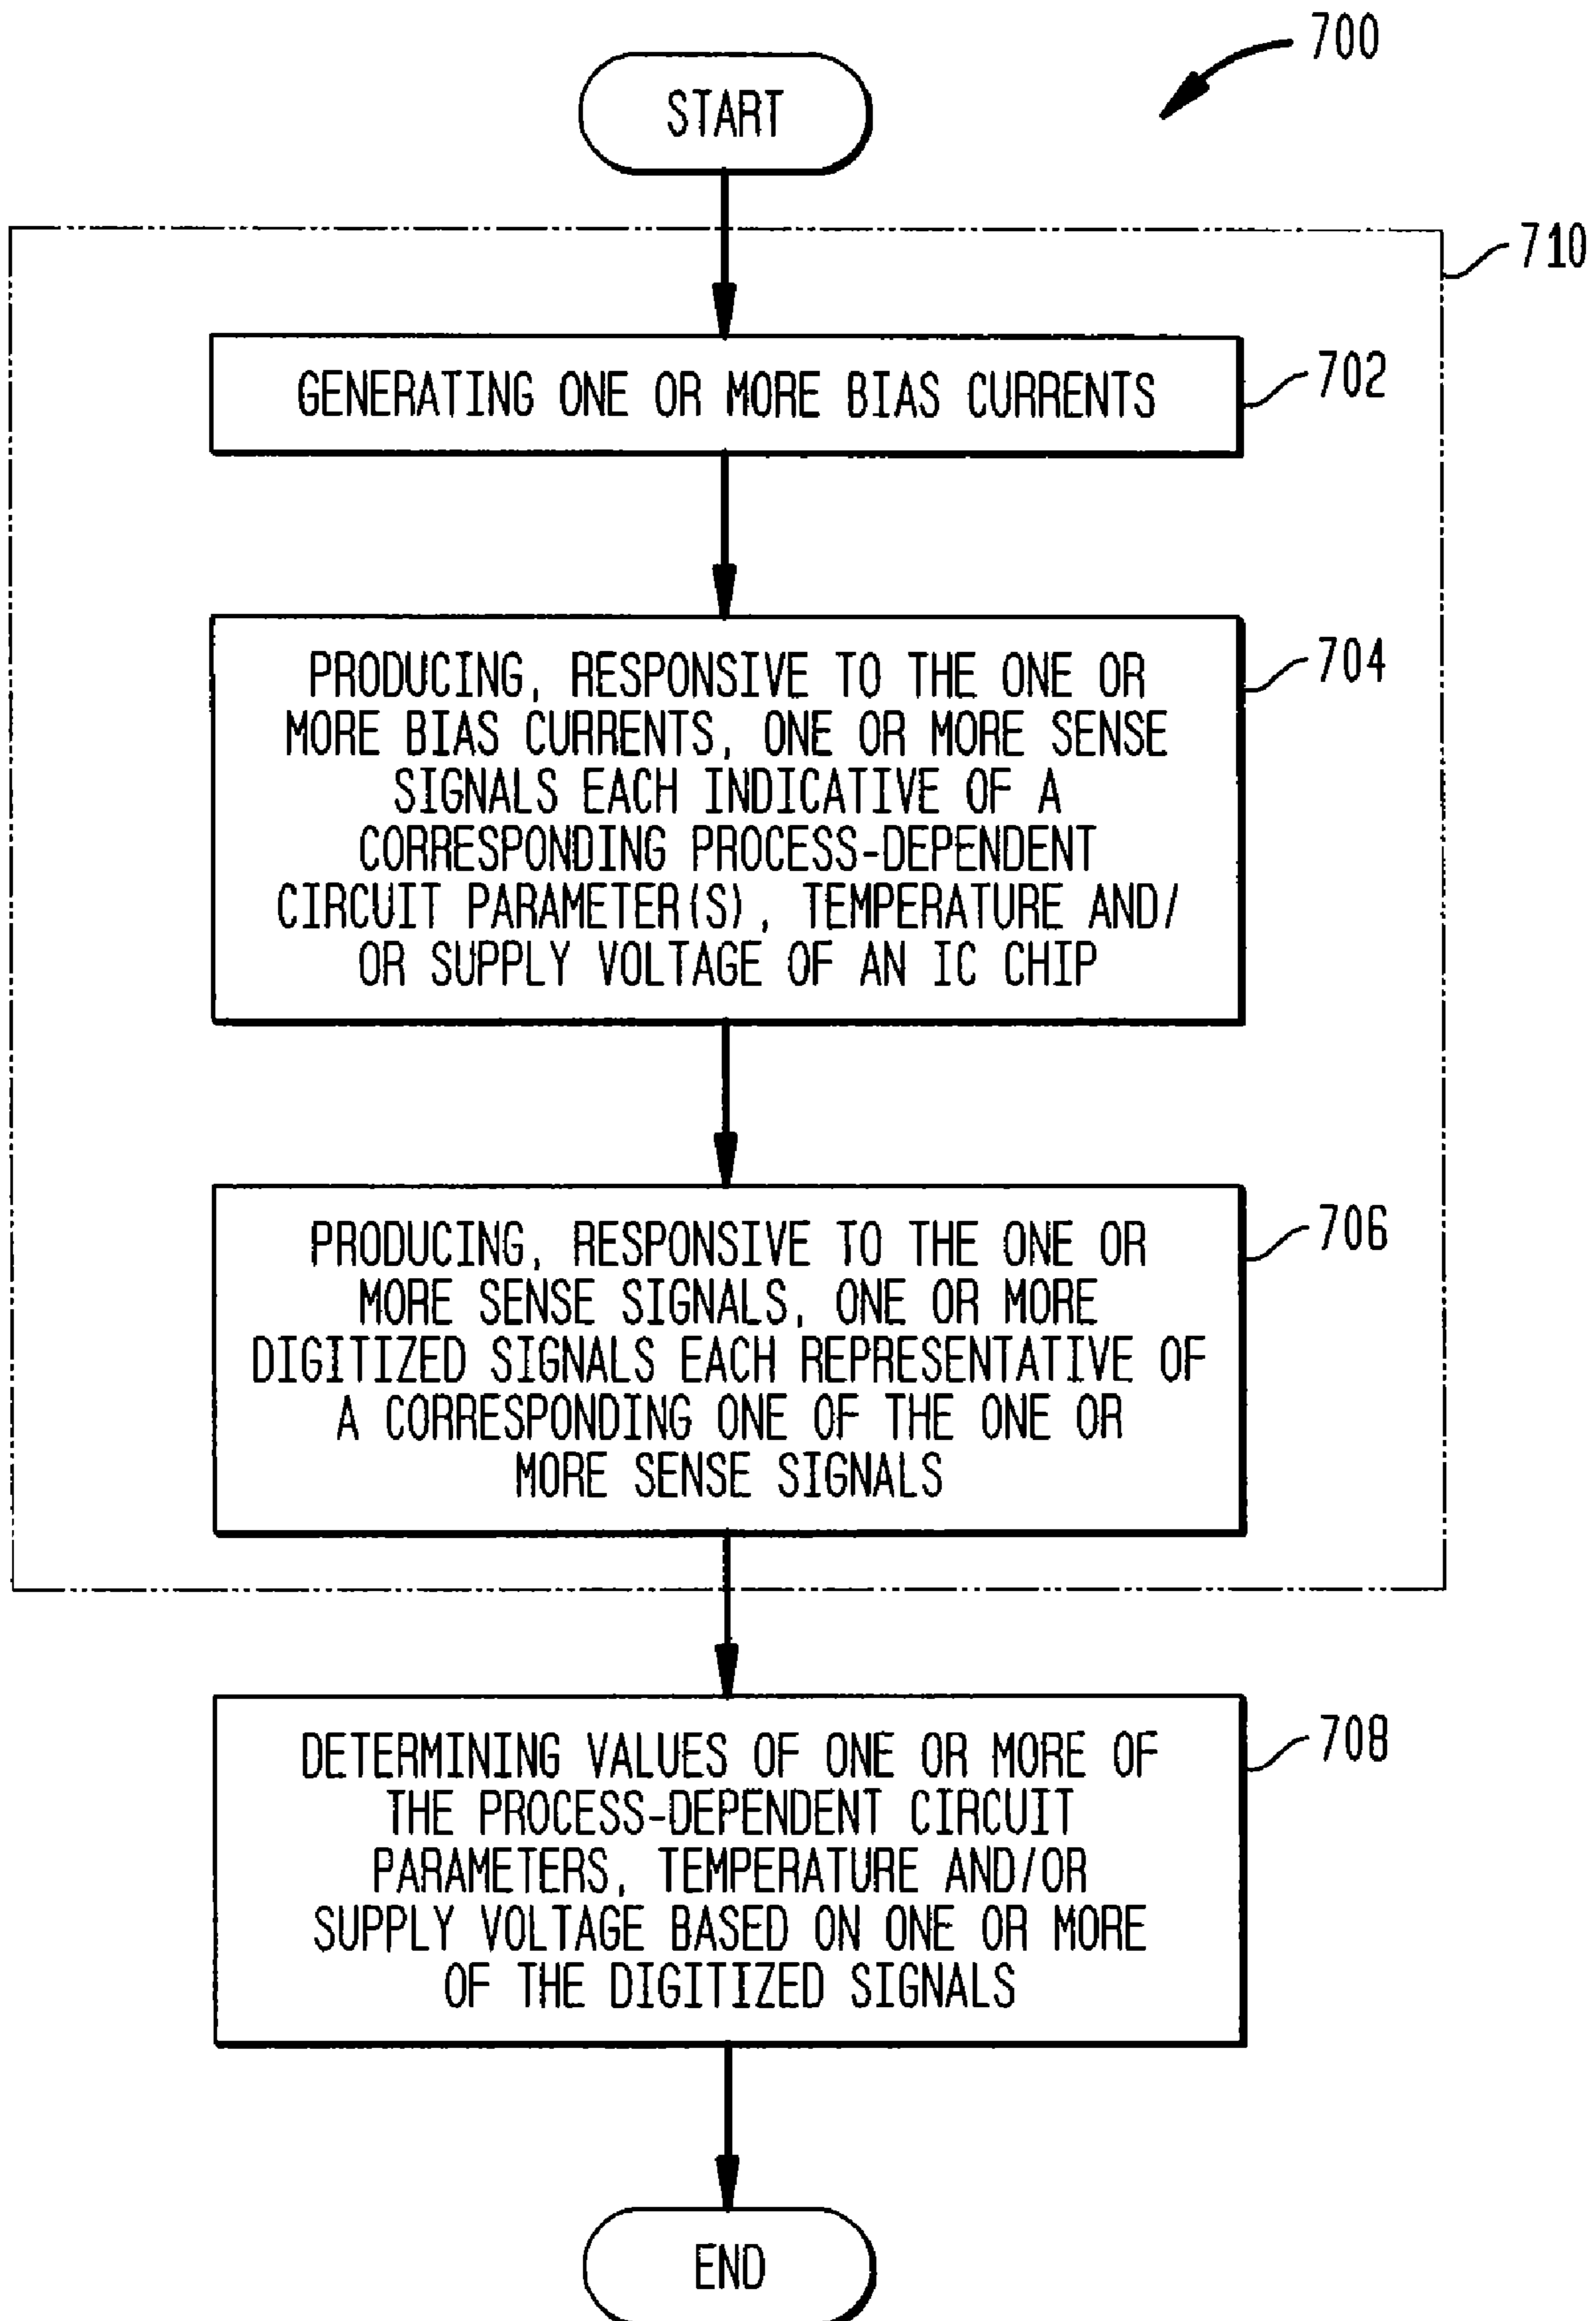 700
START
710
GENERATING ONE OR MORE BIAS CURRENTS
702
PRODUCING, RESPONSIVE TO THE ONE OR
MORE BIAS CURRENTS, ONE OR MORE SENSE
SIGNALS EACH INDICATIVE OF A
CORRESPONDING PROCESS-DEPENDENT
CIRCUIT PARAMETER(S), TEMPERATURE AND/
OR SUPPLY VOLTAGE OF AN IC CHIP
704
PRODUCING, RESPONSIVE TO THE ONE OR
MORE SENSE SIGNALS, ONE OR MORE
DIGITIZED SIGNALS EACH REPRESENTATIVE OF
A CORRESPONDING ONE OF THE ONE OR
MORE SENSE SIGNALS
706
DETERMINING VALUES OF ONE OR MORE OF
THE PROCESS-DEPENDENT CIRCUIT
PARAMETERS, TEMPERATURE AND/OR
SUPPLY VOLTAGE BASED ON ONE OR MORE
OF THE DIGITIZED SIGNALS
708
END